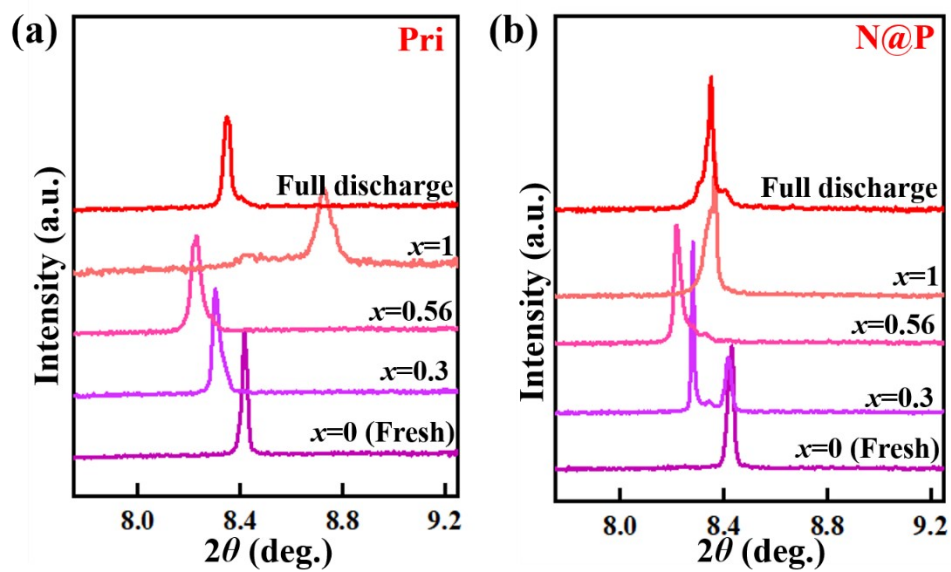 (a)
Pri
Intensity (a.u.)
Full discharge
x=1
x=0.56
x=0.3
x=0 (Fresh)
8.0 8.4 8.8 9.2
2θ (deg.)
(b)
N@P
Intensity (a.u.)
Full discharge
x=1
x=0.56
x=0.3
x=0 (Fresh)
8.0 8.4 8.8 9.2
2θ (deg.)